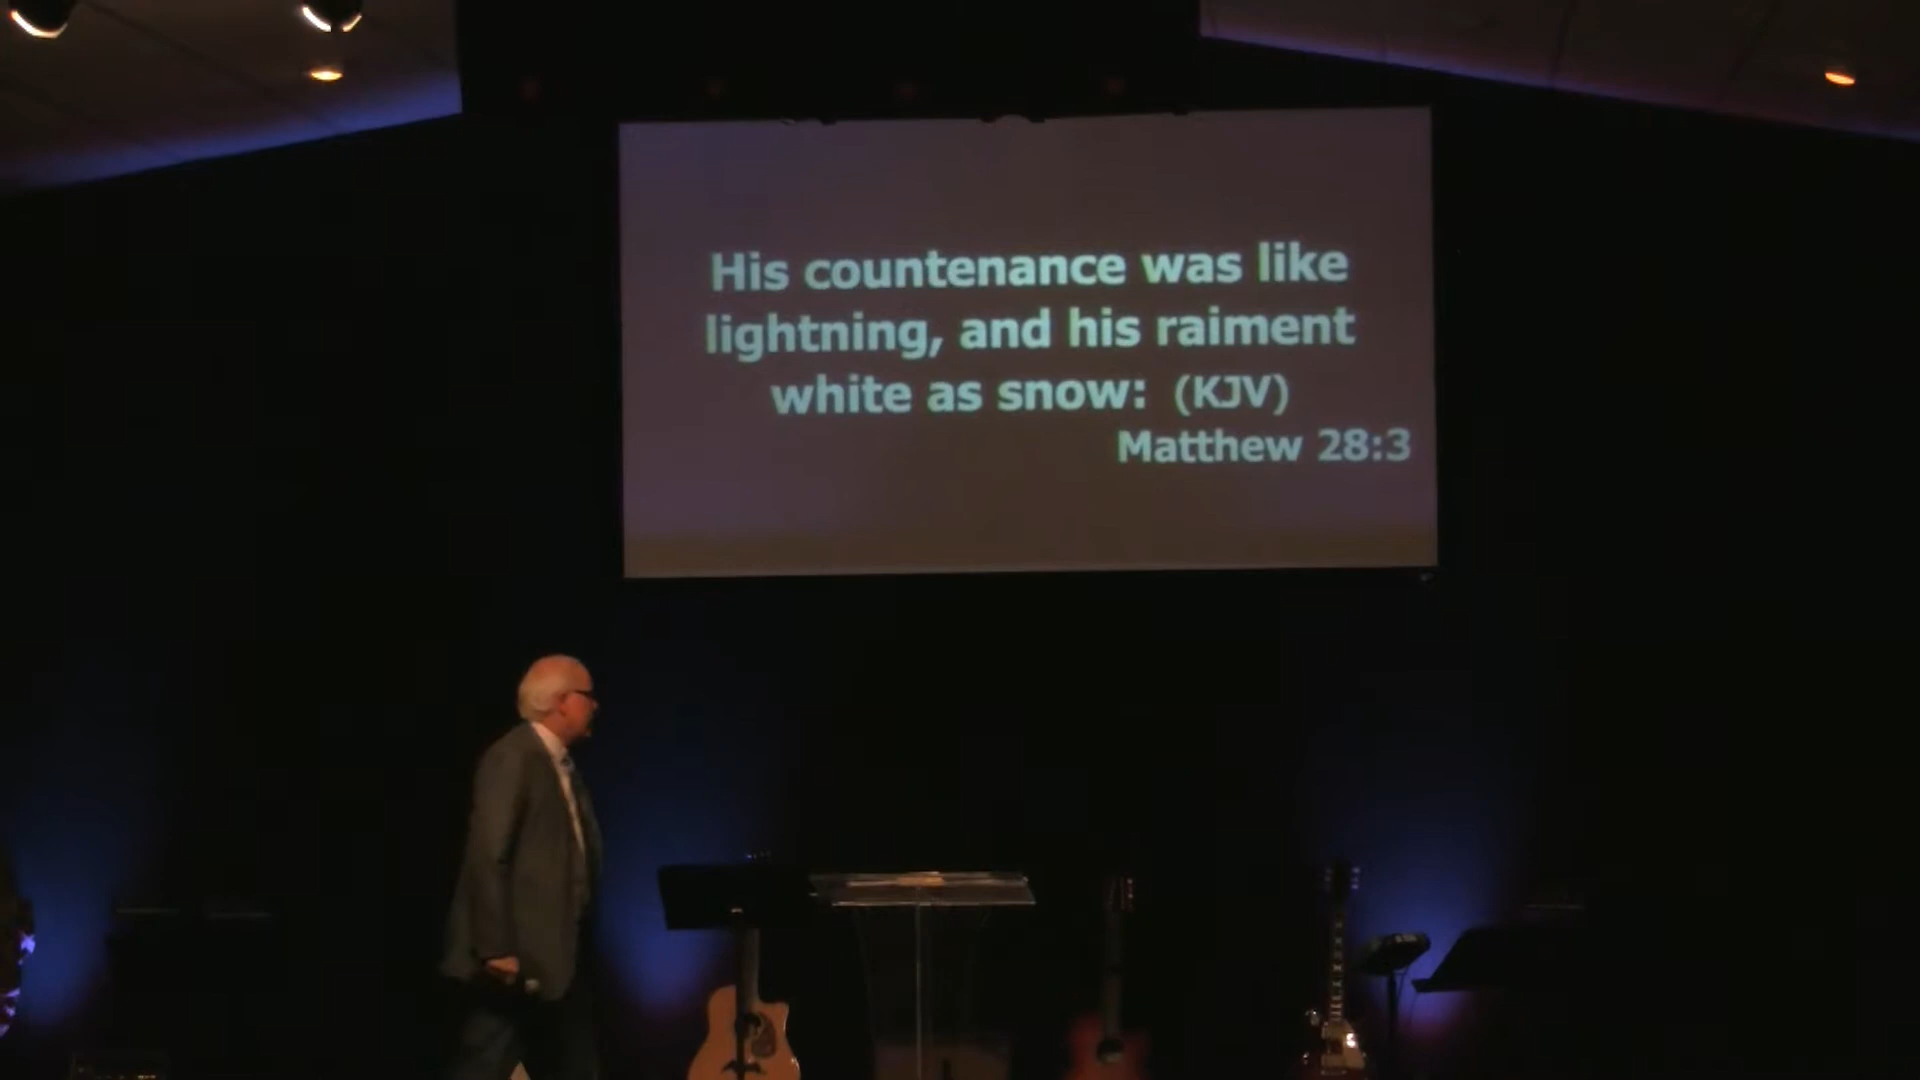 His countenance was like
lightning, and his raiment
white as snow: (KJV)
Matthew 28:3